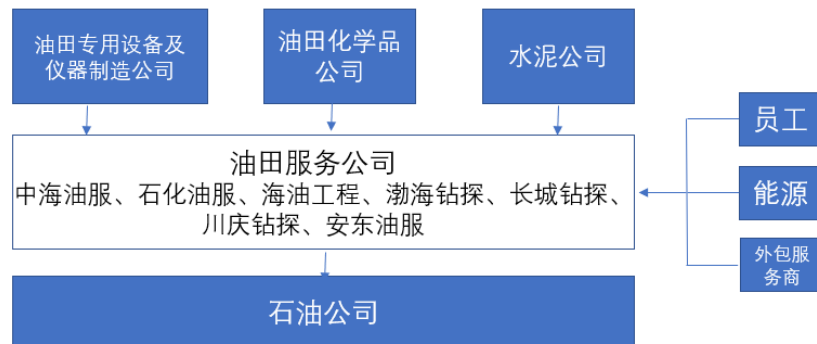 油田专用设备及
仪器制造公司
油田化学品
公司
水泥公司
油田服务公司
中海油服、石化油服、海油工程、渤海钻探、长城钻探、
川庆钻探、安东油服
石油公司
员工
能源
外包服
务商